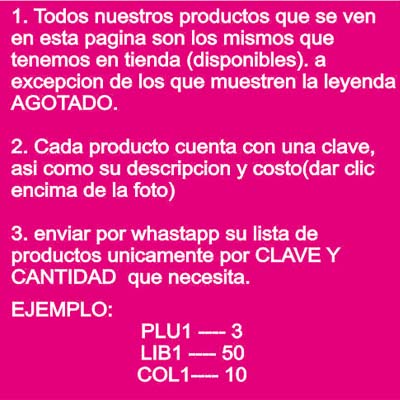 1. Todos nuestros productos que se ven
en esta pagina son los mismos que
tenemos en tienda (disponibles). a
excepcion de los que muestren la leyenda
AGOTADO.
2. Cada producto cuenta con una clave,
asi como su descripcion y costo(dar clic
encima de la foto)
3. enviar por whastapp su lista de
productos unicamente por CLAVE Y
CANTIDAD  que necesita.
EJEMPLO:
PLU1 ----- 3
LIB1 ----- 50
COL1----- 10